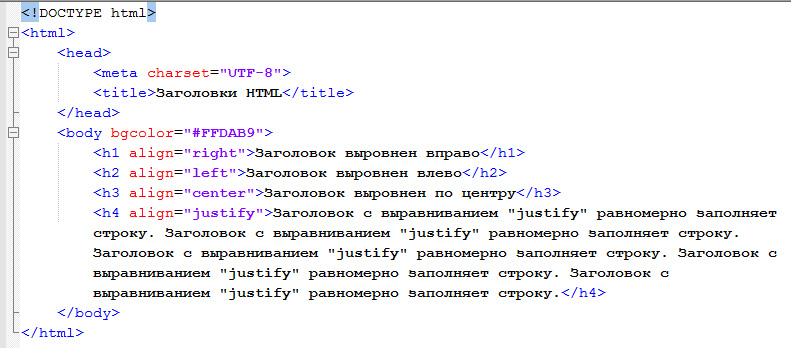 <!DOCTYPE html>
<html>
<head>
<meta charset="UTF-8">
<title>Заголовки HTML</title>
</head>
<body bgcolor="#FFDAB9">
<h1 align="right">Заголовок выровнен вправо</h1>
<h2 align="left">Заголовок выровнен влево</h2>
<h3 align="center">Заголовок выровнен по центру</h3>
<h4 align="justify">Заголовок с выравниванием "justify" равномерно заполняет
строку. Заголовок с выравниванием "justify" равномерно заполняет строку.
Заголовок с выравниванием "justify" равномерно заполняет строку. Заголовок с
выравниванием "justify" равномерно заполняет строку. Заголовок с
выравниванием "justify" равномерно заполняет строку.</h4>
</body>
</html>